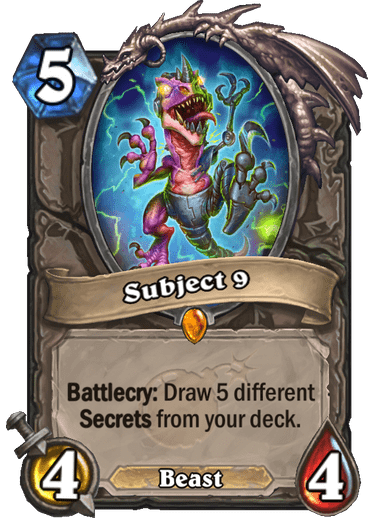 5
Subject 9
Battlecry: Draw 5 different
Secrets from your deck.
4
Beast
4